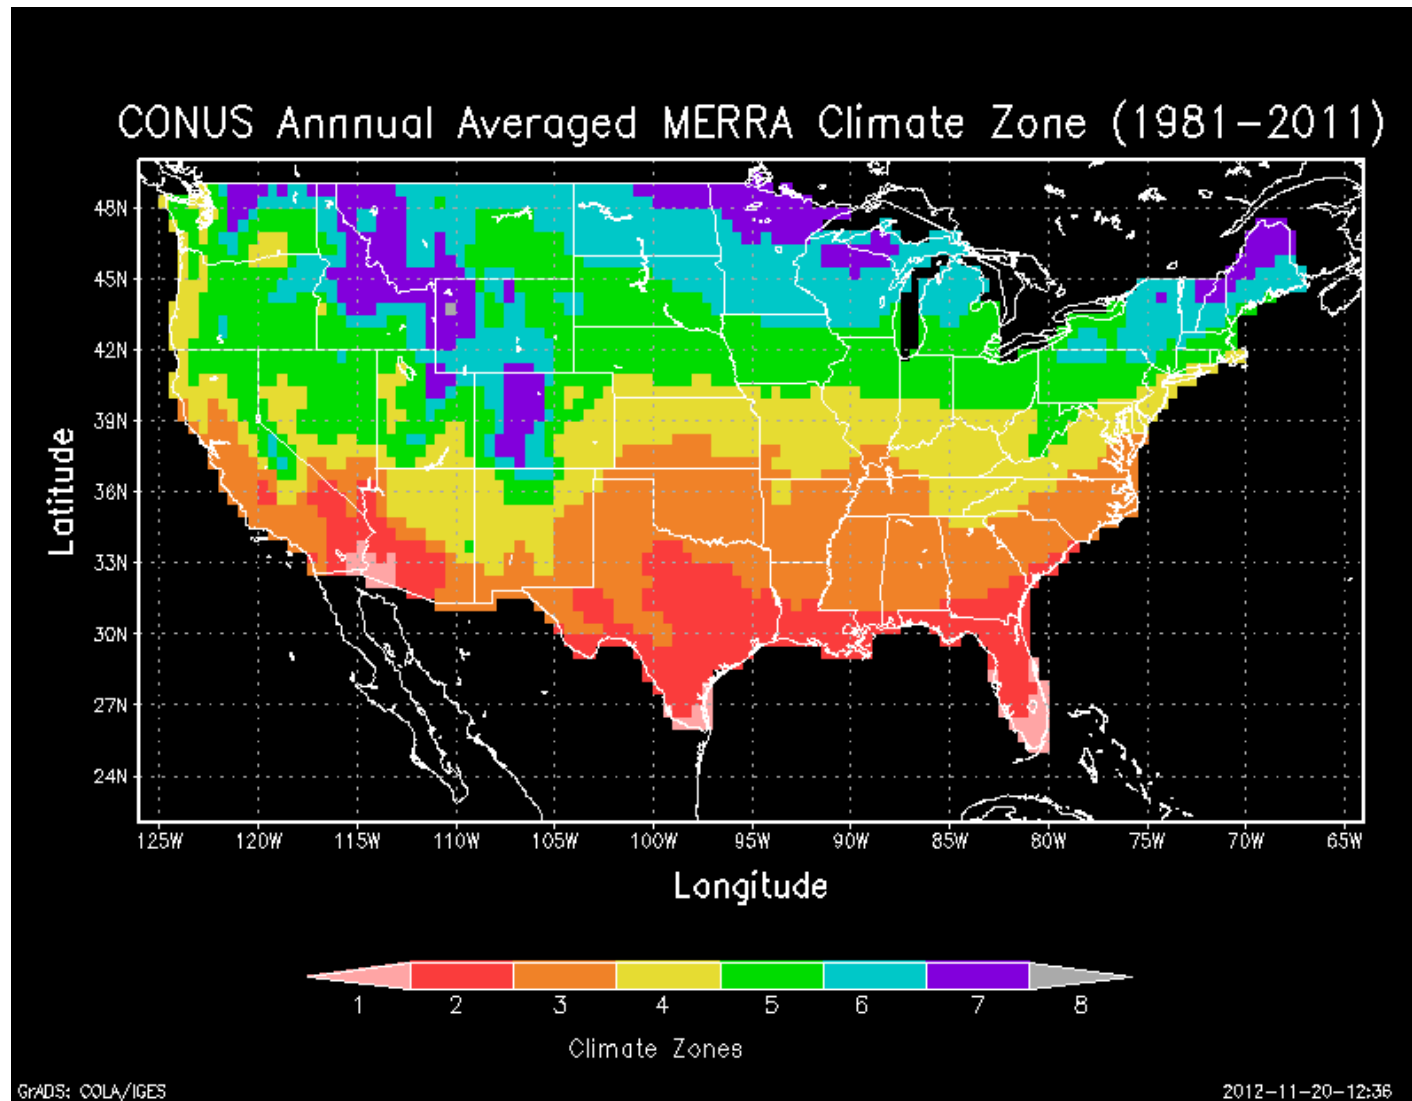 CONUS Annnual Averaged MERRA Climate Zone (1981-2011)
48N
45N
42N
39N
36N
33N
30N
27N
24N
Latitude
125W 120W 115W 110W 105W 100W 95W 90W 85W 80W 75W 70W 65W
Longitude
1 2 3 4 5 6 7 8
Climate Zones
GrADS: COLA/IGES
2012-11-20-12:36